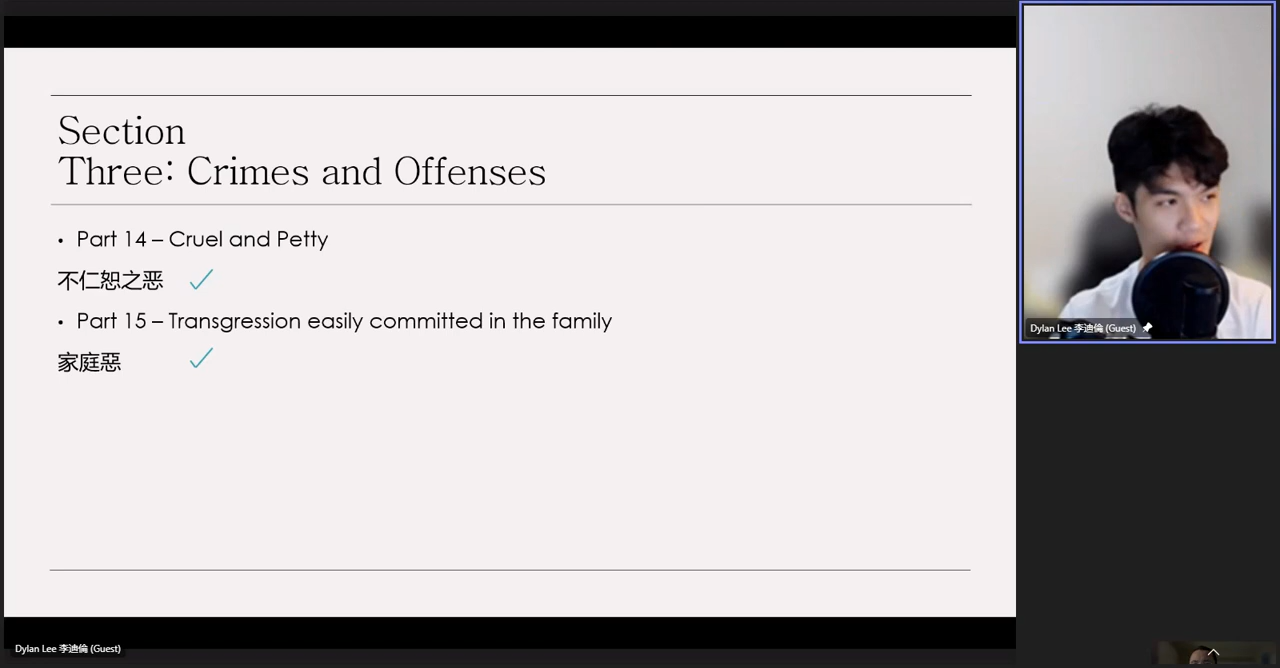 Section
Three: Crimes and Offenses
• Part 14 – Cruel and Petty
不仁恕之恶
• Part 15 – Transgression easily committed in the family
家庭惡
Dylan Lee 李迪倫 (Guest)
Dylan Lee 李迪倫 (Guest)